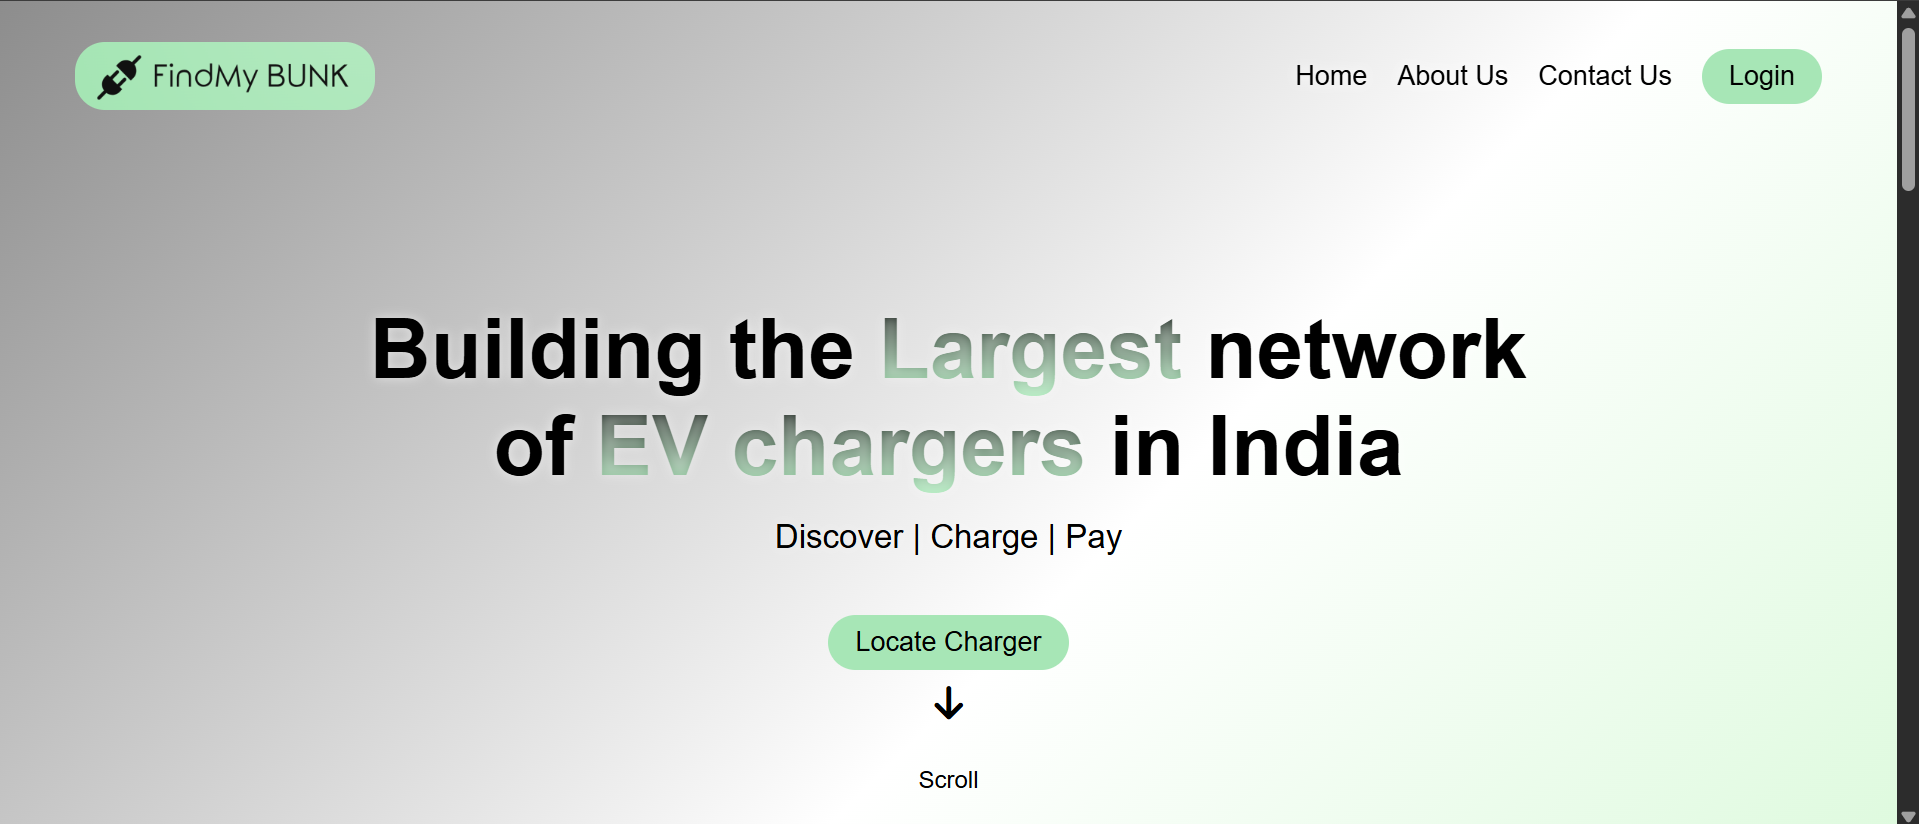 FindMy BUNK
Home
About Us
Contact Us
Login
Building the Largest network
of EV chargers in India
Discover | Charge | Pay
Locate Charger
Scroll